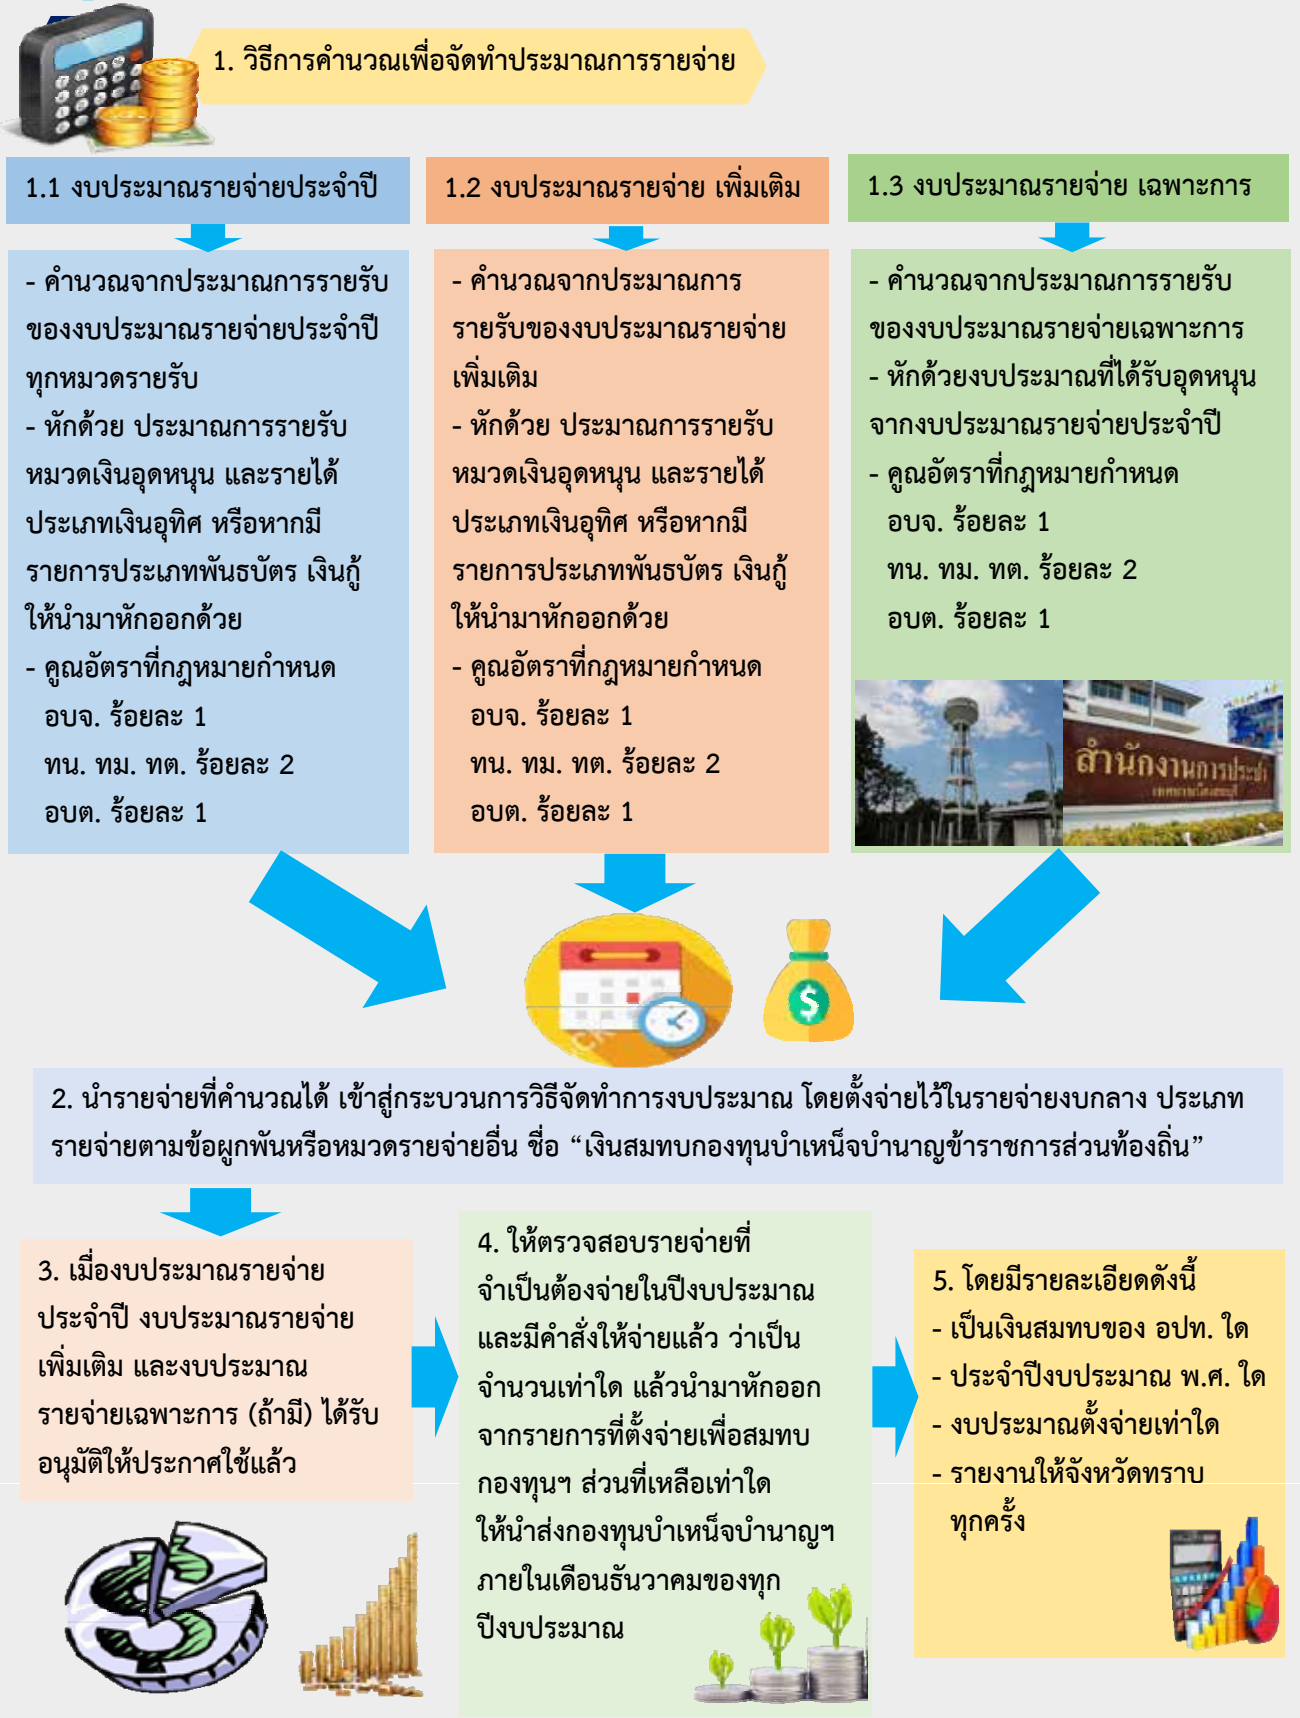 1. วิธีการคำนวณเพื่อจัดทำประมาณการรายจ่าย
1.1 งบประมาณรายจ่ายประจำปี
- คำนวณจากประมาณการรายรับ
ของงบประมาณรายจ่ายประจำปี
ทุกหมวดรายรับ
- หักด้วย ประมาณการรายรับ
หมวดเงินอุดหนุน และรายได้
ประเภทเงินอุทิศ หรือหากมี
รายการประเภทพันธบัตร เงินกู้
ให้นำมาหักออกด้วย
- คูณอัตราที่กฎหมายกำหนด
อบจ. ร้อยละ 1
ทน. ทม. ทต. ร้อยละ 2
อบต. ร้อยละ 1
1.2 งบประมาณรายจ่าย เพิ่มเติม
- คำนวณจากประมาณการ
รายรับของงบประมาณรายจ่าย
เพิ่มเติม
- หักด้วย ประมาณการรายรับ
หมวดเงินอุดหนุน และรายได้
ประเภทเงินอุทิศ หรือหากมี
รายการประเภทพันธบัตร เงินกู้
ให้นำมาหักออกด้วย
- คูณอัตราที่กฎหมายกำหนด
อบจ. ร้อยละ 1
ทน. ทม. ทต. ร้อยละ 2
อบต. ร้อยละ 1
1.3 งบประมาณรายจ่าย เฉพาะการ
- คำนวณจากประมาณการรายรับ
ของงบประมาณรายจ่ายเฉพาะการ
- หักด้วยงบประมาณที่ได้รับอุดหนุน
จากงบประมาณรายจ่ายประจำปี
- คูณอัตราที่กฎหมายกำหนด
อบจ. ร้อยละ 1
ทน. ทม. ทต. ร้อยละ 2
อบต. ร้อยละ 1
สำนักงานการประปา
2. นำรายจ่ายที่คำนวณได้ เข้าสู่กระบวนการวิธีจัดทำการงบประมาณ โดยตั้งจ่ายไว้ในรายจ่ายงบกลาง ประเภท
รายจ่ายตามข้อผูกพันหรือหมวดรายจ่ายอื่น ชื่อ “เงินสมทบกองทุนบำเหน็จบำนาญข้าราชการส่วนท้องถิ่น”
3. เมื่องบประมาณรายจ่าย
ประจำปี งบประมาณรายจ่าย
เพิ่มเติม และงบประมาณ
รายจ่ายเฉพาะการ (ถ้ามี) ได้รับ
อนุมัติให้ประกาศใช้แล้ว
4. ให้ตรวจสอบรายจ่ายที่
จำเป็นต้องจ่ายในปีงบประมาณ
และมีคำสั่งให้จ่ายแล้ว ว่าเป็น
จำนวนเท่าใด แล้วนำมาหักออก
จากรายการที่ตั้งจ่ายเพื่อสมทบ
กองทุนฯ ส่วนที่เหลือเท่าใด
ให้นำส่งกองทุนบำเหน็จบำนาญฯ
ภายในเดือนธันวาคมของทุก
ปีงบประมาณ
5. โดยมีรายละเอียดดังนี้
- เป็นเงินสมทบของ อปท. ใด
- ประจำปีงบประมาณ พ.ศ. ใด
- งบประมาณตั้งจ่ายเท่าใด
- รายงานให้จังหวัดทราบ
ทุกครั้ง